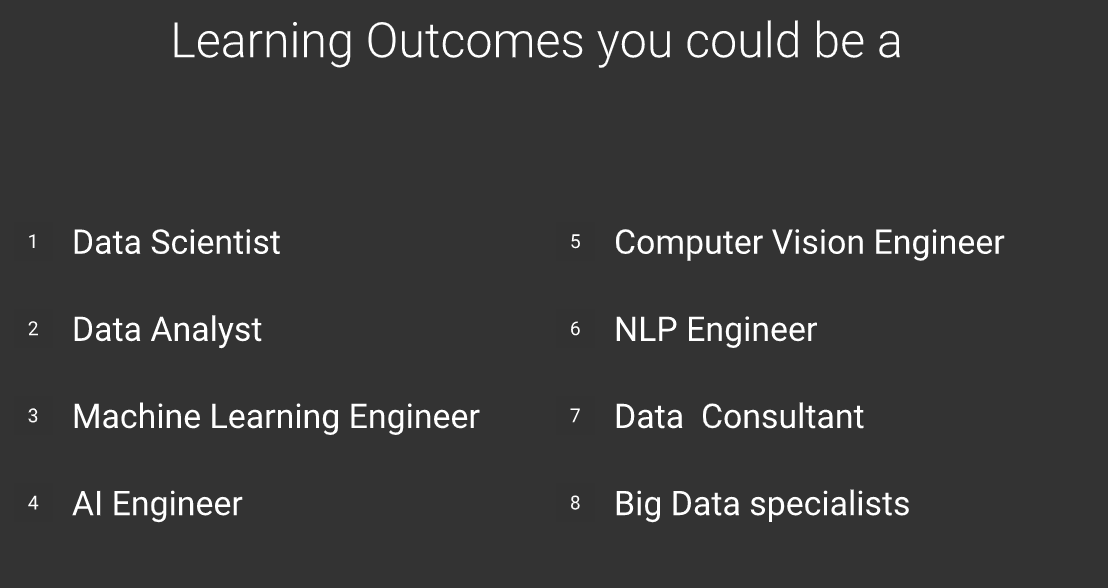 Learning Outcomes you could be a
1 Data Scientist
2 Data Analyst
3 Machine Learning Engineer
4 AI Engineer
5 Computer Vision Engineer
6 NLP Engineer
7 Data  Consultant
8 Big Data specialists